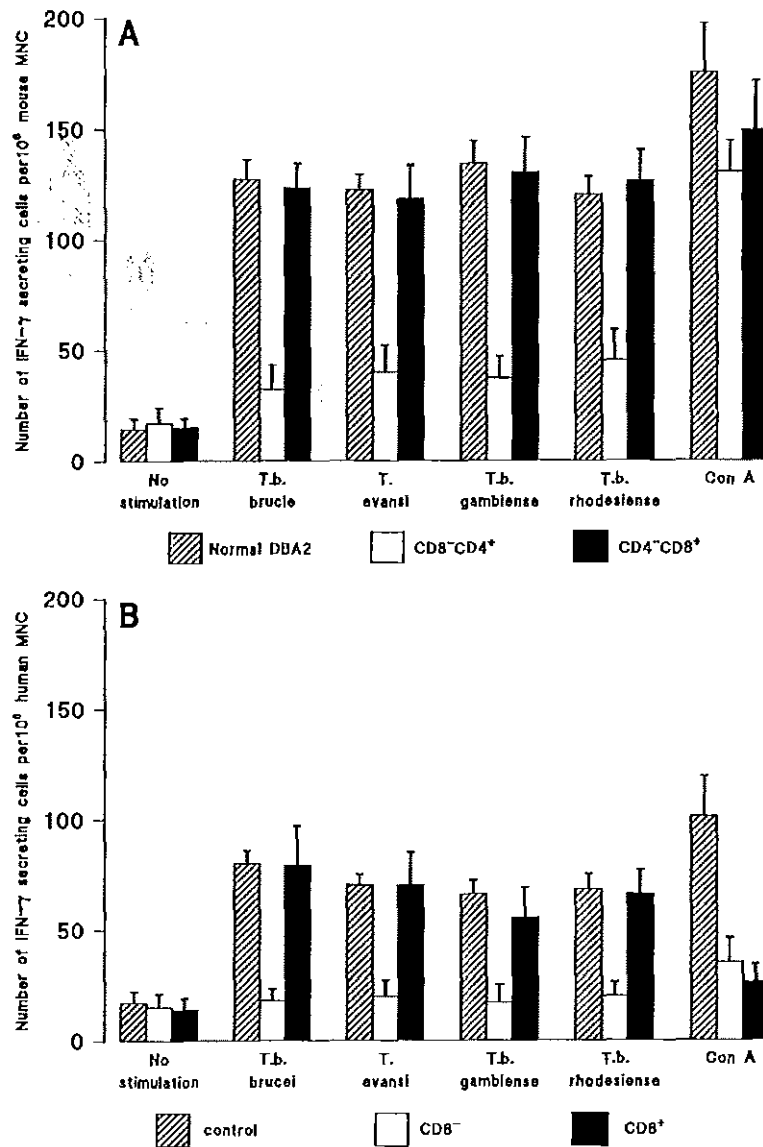 A
200
150
100
50
0
Number of IFN-γ secreting cells per10⁶ mouse MNC
No stimulation
T.b. brucie
T. evansi
T.b. gambiense
T.b. rhodesiense
Con A
Normal DBA2
CD8⁻CD4⁺
CD4⁻CD8⁺
B
200
150
100
50
0
Number of IFN-γ secreting cells per10⁶ human MNC
No stimulation
T.b. brucei
T. evansi
T.b. gambiense
T.b. rhodesiense
Con A
control
CD8⁻
CD8⁺